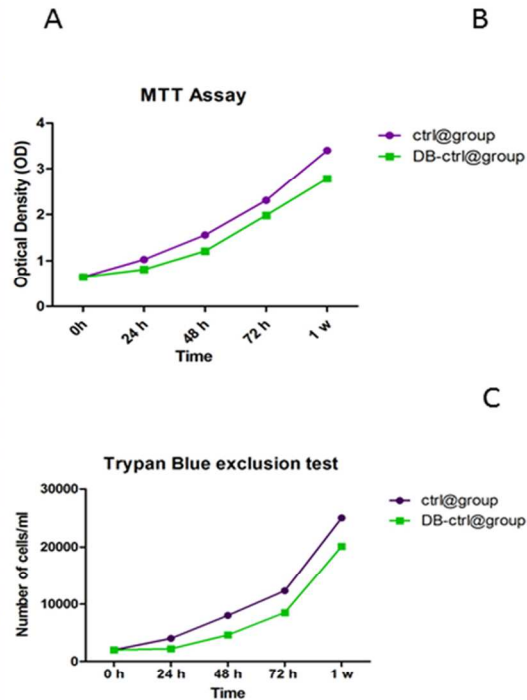 A
B
MTT Assay
Optical Density (OD)
4
3
2
1
0
0h
24 h
48 h
72 h
1 w
Time
ctrl@group
DB-ctrl@group
C
Trypan Blue exclusion test
Number of cells/ml
30000
20000
10000
0
0 h
24 h
48 h
72 h
1 w
Time
ctrl@group
DB-ctrl@group